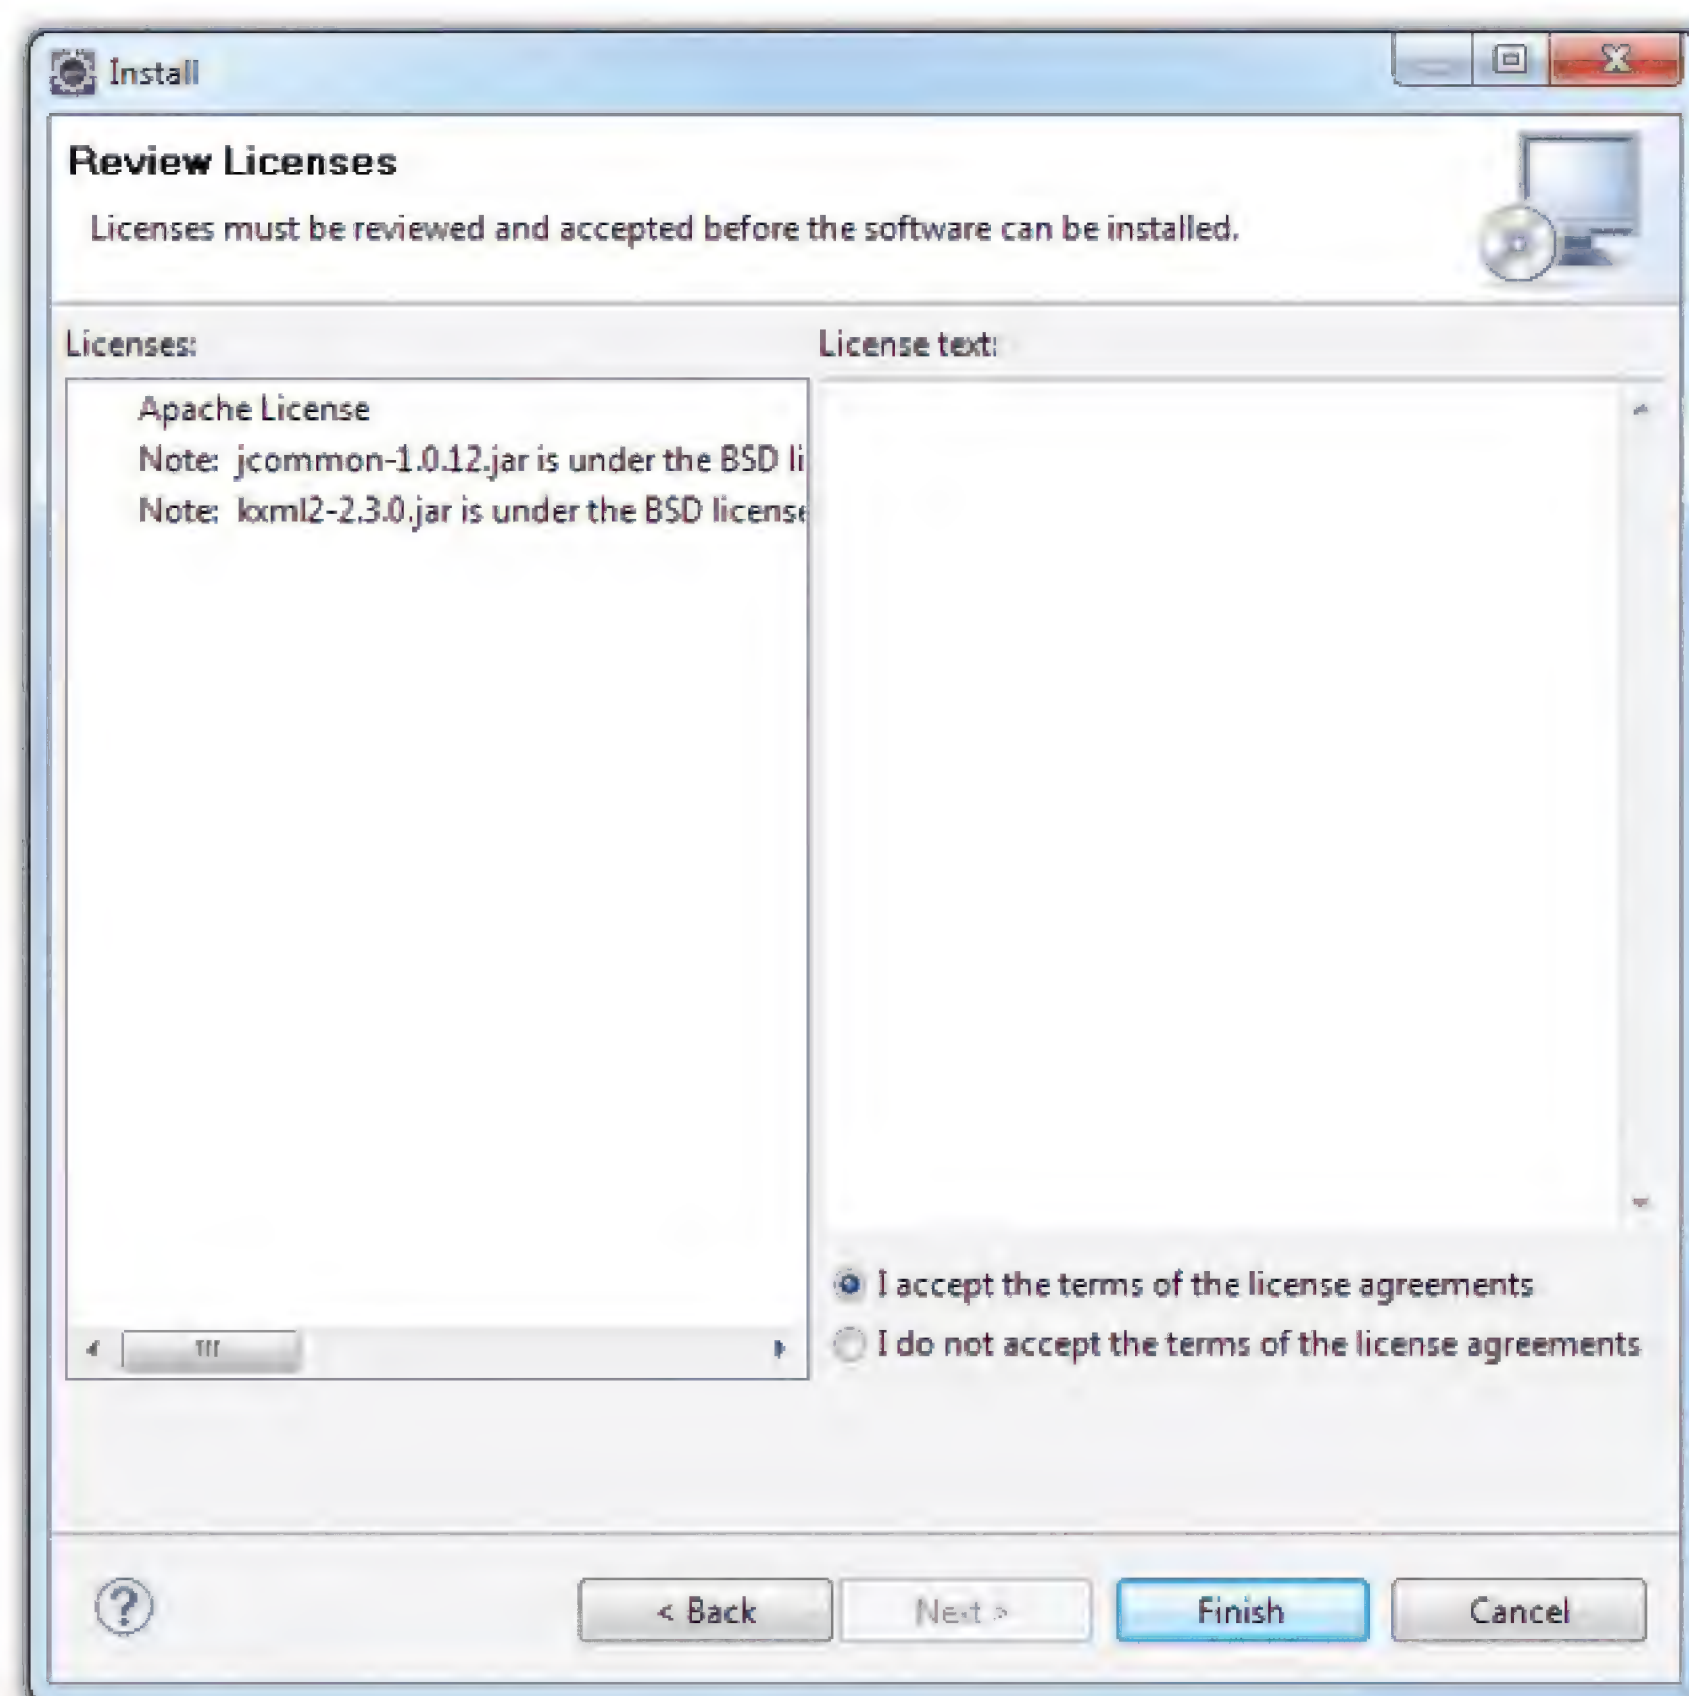 Install
Review Licenses
Licenses must be reviewed and accepted before the software can be installed.
Licenses:
License text:
Apache License
Note: jcommon-1.0.12.jar is under the BSD li
Note: kxml2-2.3.0.jar is under the BSD license
I accept the terms of the license agreements
I do not accept the terms of the license agreements
?
< Back
Next >
Finish
Cancel